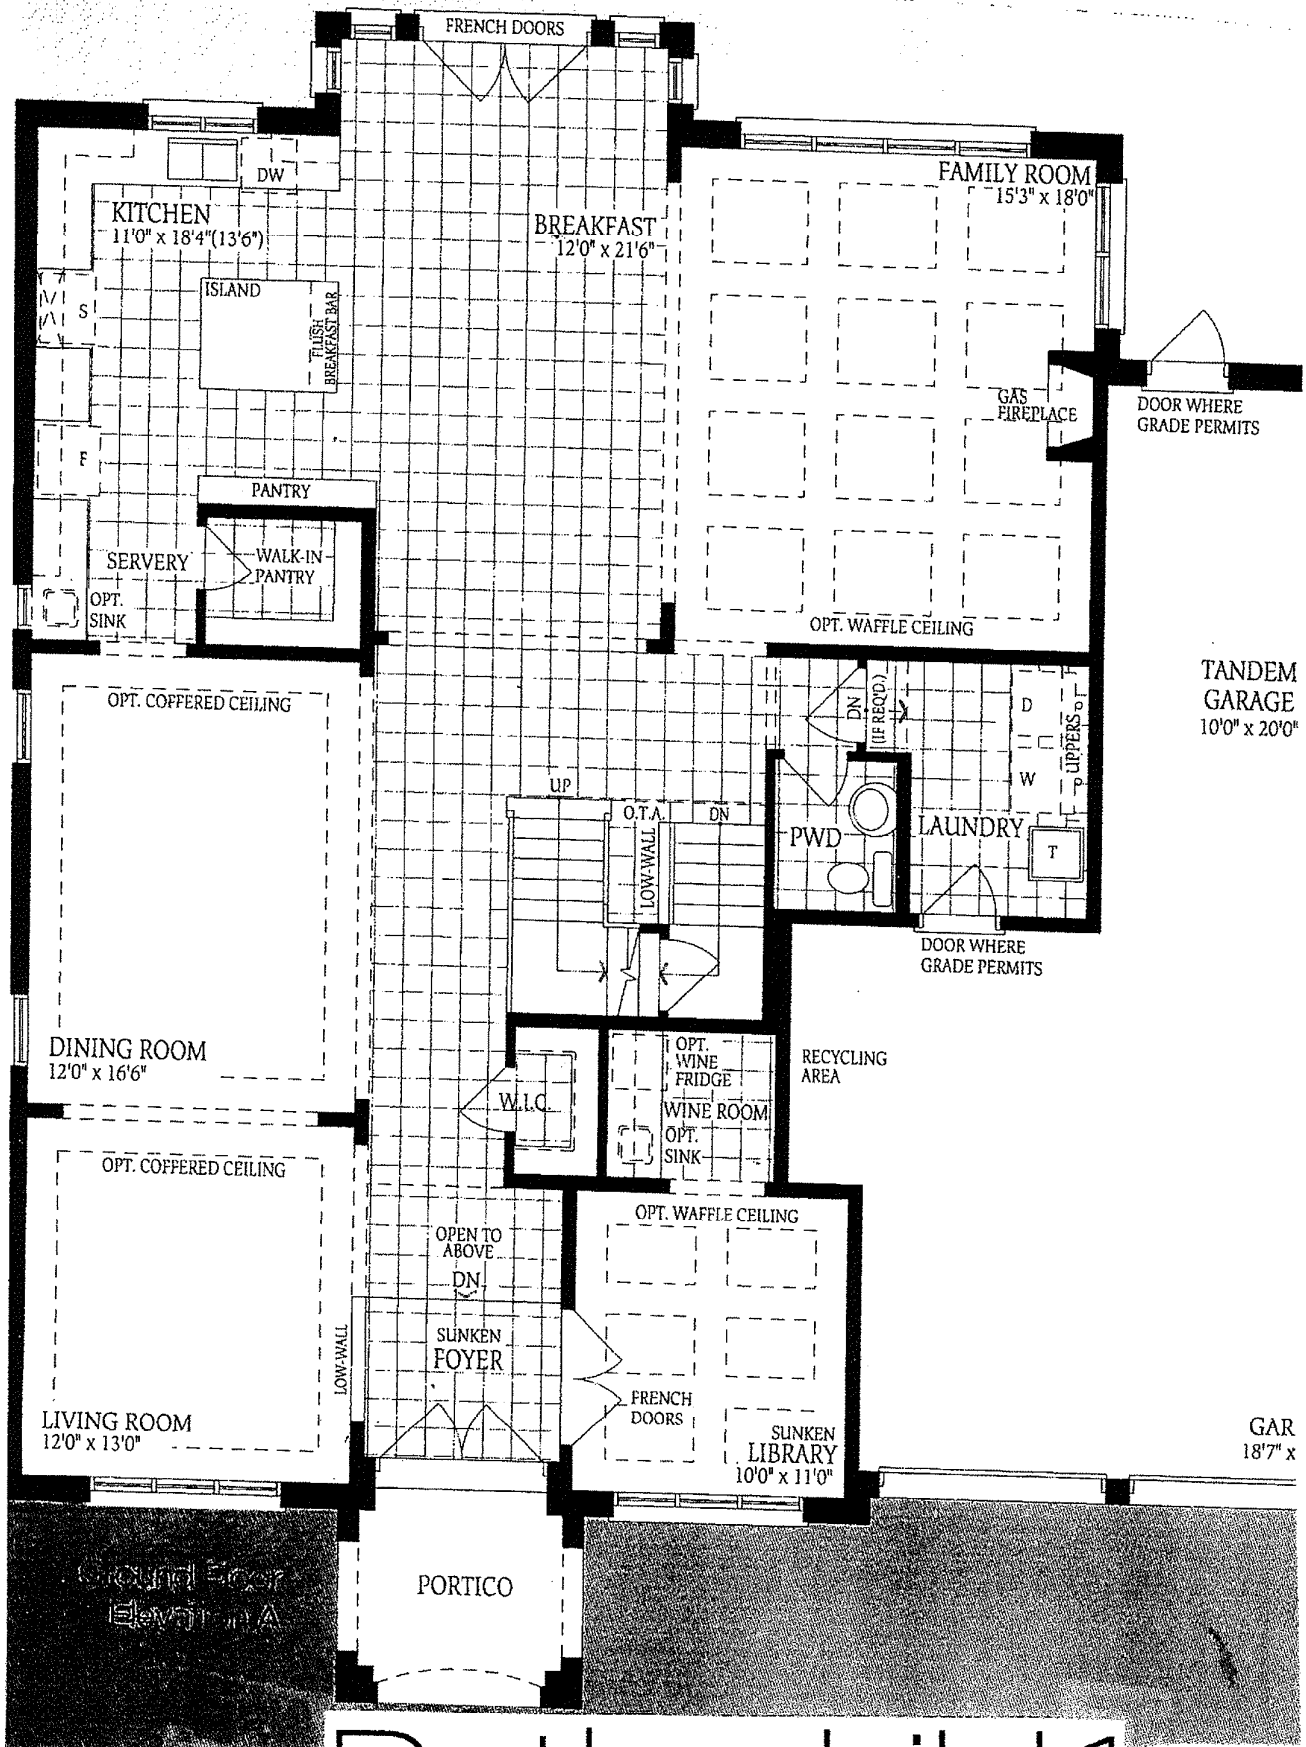 FRENCH DOORS
DW
FAMILY ROOM
15'3" x 18'0"
KITCHEN
11'0" x 18'4"(13'6")
BREAKFAST
12'0" x 21'6"
ISLAND
FLUSH
BREAKFAST BAR
S
GAS
FIREPLACE
DOOR WHERE
GRADE PERMITS
F
PANTRY
SERVERY
WALK-IN
PANTRY
OPT.
SINK
OPT. WAFFLE CEILING
OPT. COFFERED CEILING
TANDEM
GARAGE
10'0" x 20'0"
DN
(IF REQ'D.)
D
W
UPPERS
UP
O.T.A.
DN
LOW-WALL
PWD
LAUNDRY
T
DOOR WHERE
GRADE PERMITS
DINING ROOM
12'0" x 16'6"
OPT.
WINE
FRIDGE
RECYCLING
AREA
W.I.C.
WINE ROOM
OPT.
SINK
OPT. COFFERED CEILING
OPT. WAFFLE CEILING
OPEN TO
ABOVE
DN
SUNKEN
FOYER
LOW-WALL
FRENCH
DOORS
LIVING ROOM
12'0" x 13'0"
SUNKEN
LIBRARY
10'0" x 11'0"
GAR
18'7" x
Ground Floor
Elevation A
PORTICO